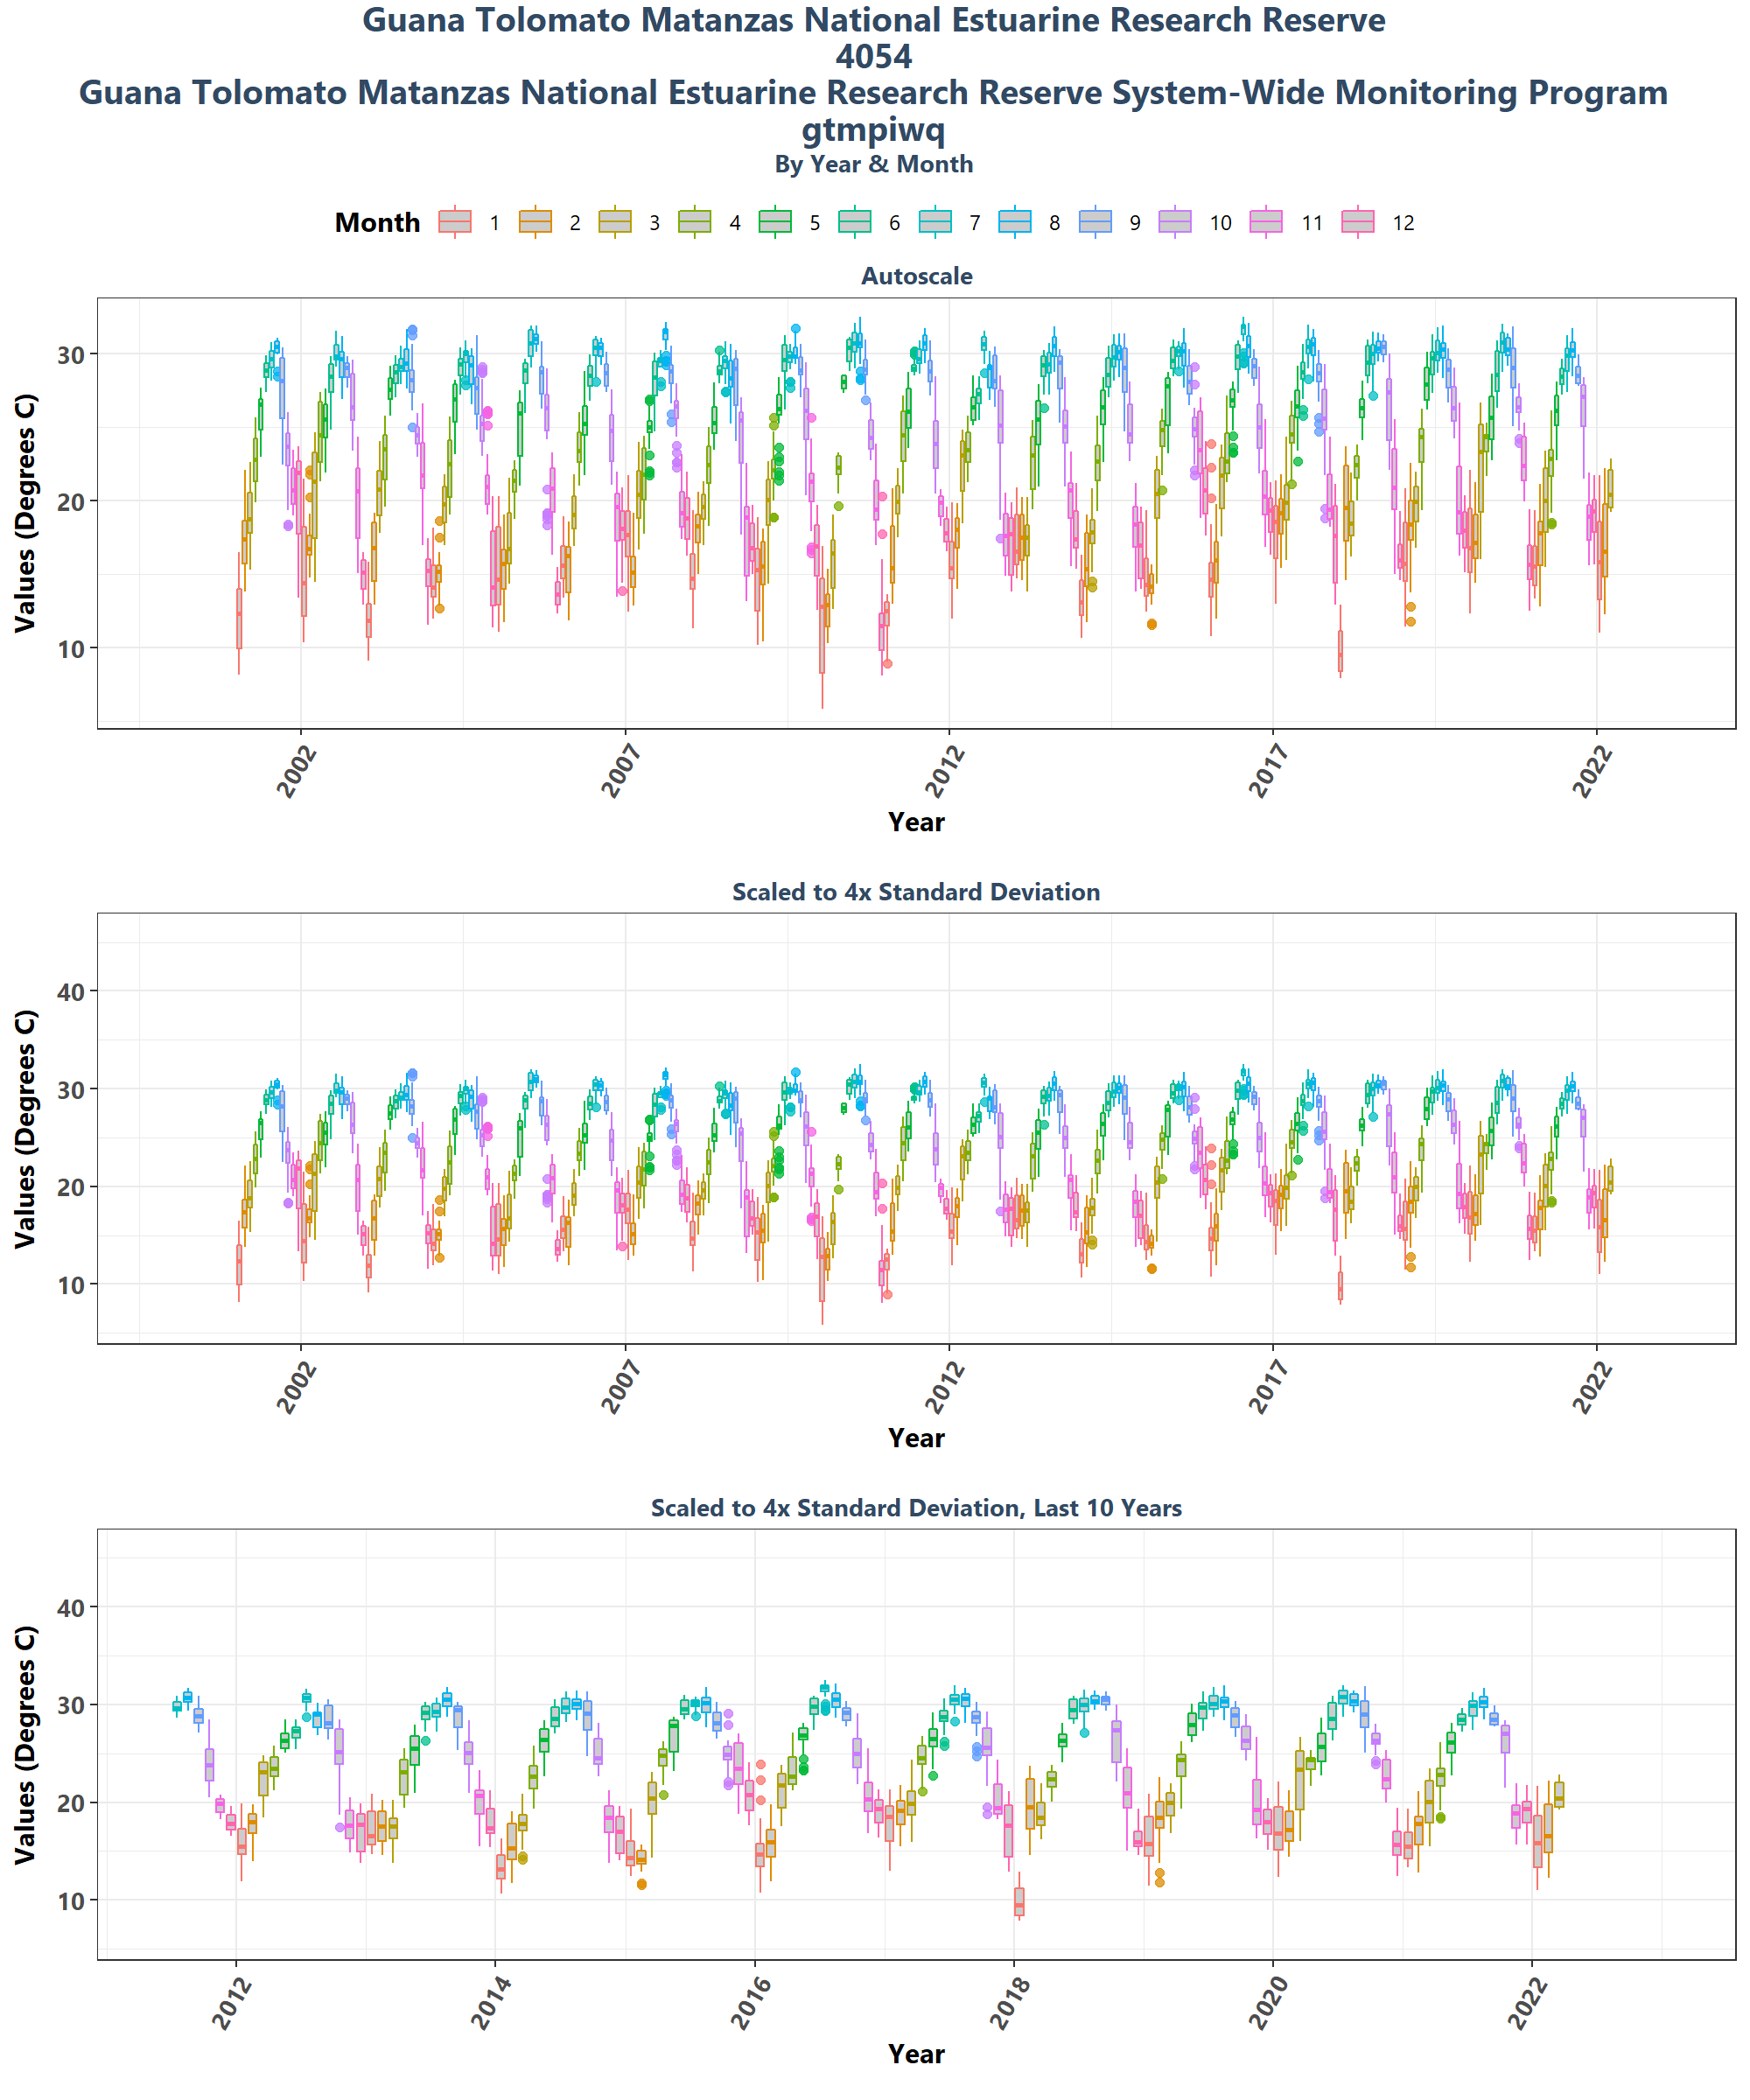 Guana Tolomato Matanzas National Estuarine Research Reserve
4054
Guana Tolomato Matanzas National Estuarine Research Reserve System-Wide Monitoring Program
gtmpiwq
By Year & Month
Month 1 2 3 4 5 6 7 8 9 10 11 12
Autoscale
Values (Degrees C)
30
20
10
2002 2007 2012 2017 2022
Year
Scaled to 4x Standard Deviation
Values (Degrees C)
40
30
20
10
2002 2007 2012 2017 2022
Year
Scaled to 4x Standard Deviation, Last 10 Years
Values (Degrees C)
40
30
20
10
2012 2014 2016 2018 2020 2022
Year